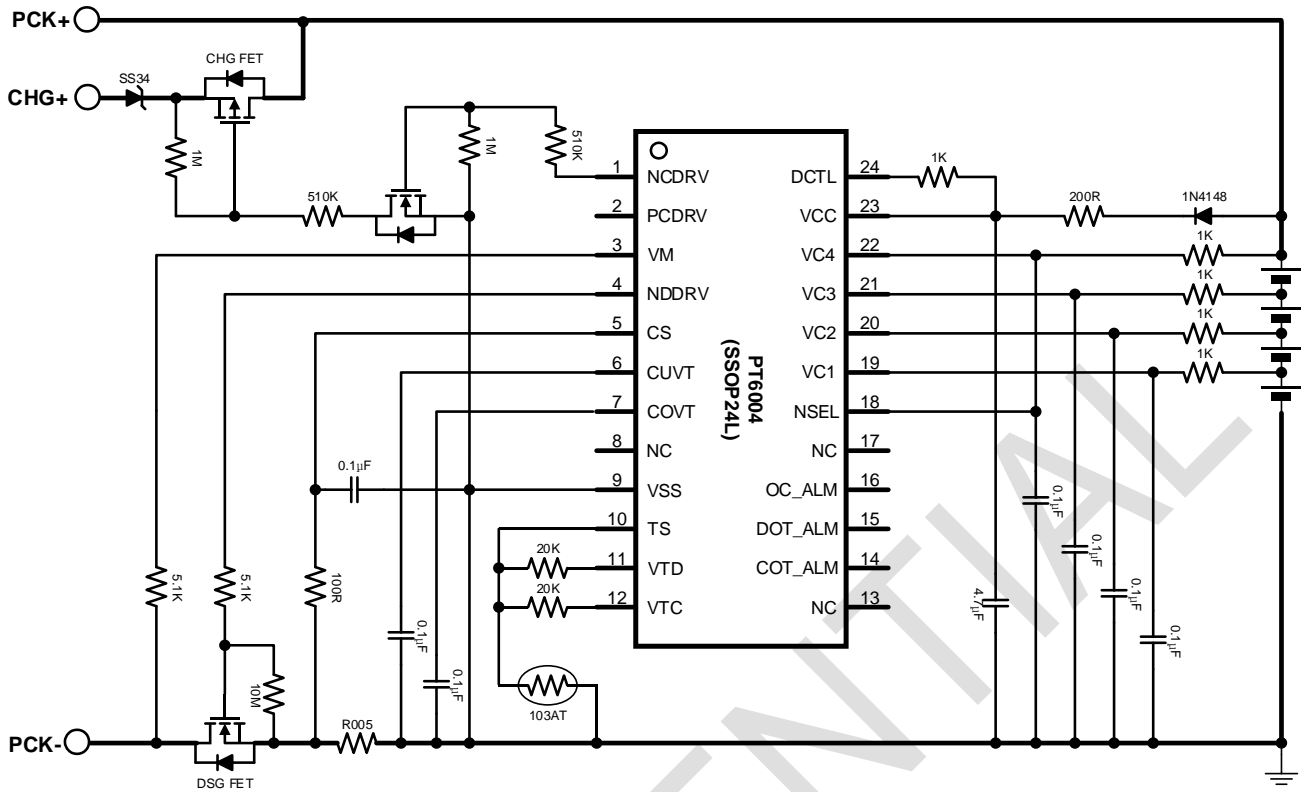 PCK+
CHG FET
SS34
CHG+
1M
1M
510K
510K
1 NCDRV DCTL 24
2 PCDRV VCC 23
3 VM VC4 22
4 NDDRV VC3 21
5 CS VC2 20
6 CUVT VC1 19
7 COVT NSEL 18
8 NC NC 17
9 VSS OC_ALM 16
10 TS DOT_ALM 15
11 VTD COT_ALM 14
12 VTC NC 13
PT6004
(SSOP24L)
1K
200R
1N4148
1K
1K
1K
1K
0.1µF
20K
20K
5.1K
5.1K
100R
0.1µF
0.1µF
4.7µF
0.1µF
0.1µF
0.1µF
0.1µF
10M
103AT
R005
PCK-
DSG FET
ENTIAL